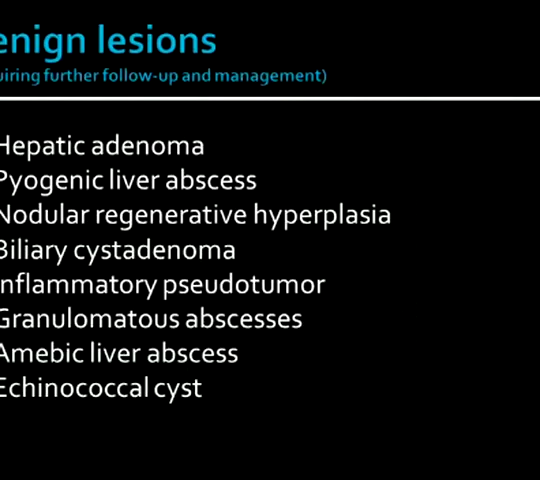 enign lesions
uiring further follow-up and management)
Hepatic adenoma
Pyogenic liver abscess
Nodular regenerative hyperplasia
Biliary cystadenoma
Inflammatory pseudotumor
Granulomatous abscesses
Amebic liver abscess
Echinococcal cyst